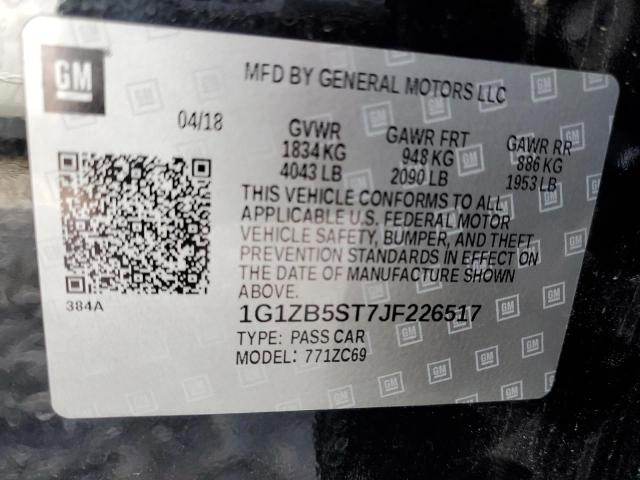 GM
MFD BY GENERAL MOTORS LLC
04/18
GVWR GAWR FRT GAWR RR
1834 KG 948 KG 886 KG
4043 LB 2090 LB 1953 LB
THIS VEHICLE CONFORMS TO ALL
APPLICABLE U.S. FEDERAL MOTOR
VEHICLE SAFETY, BUMPER, AND THEFT
PREVENTION STANDARDS IN EFFECT ON
THE DATE OF MANUFACTURE SHOWN
ABOVE.
384A
1G1ZB5ST7JF226517
TYPE: PASS CAR
MODEL: 771ZC69